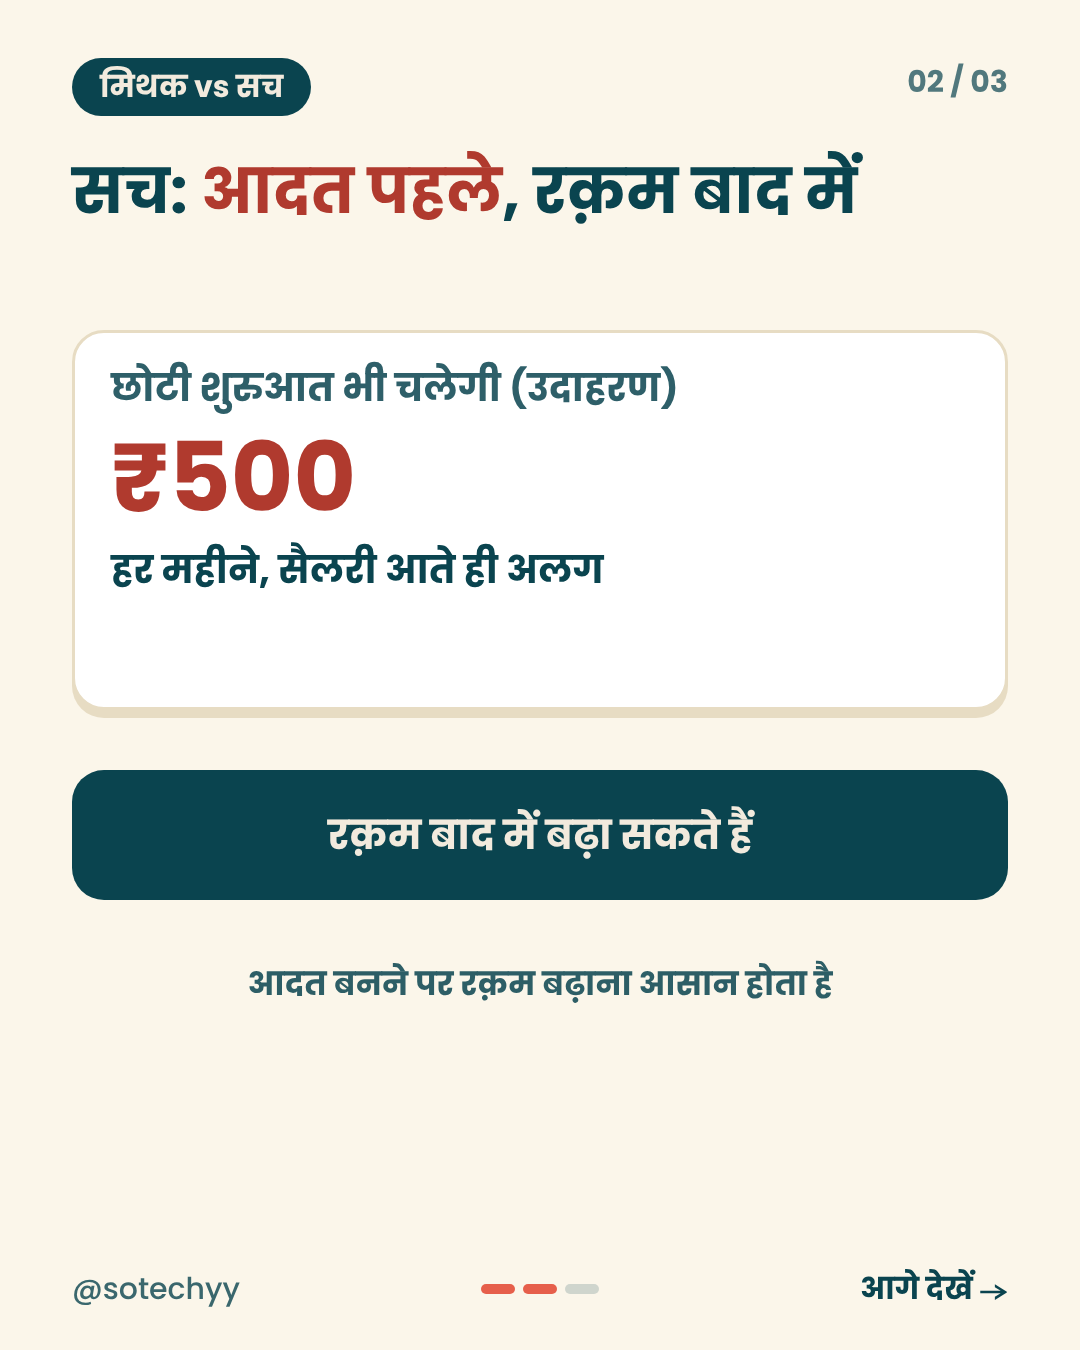 मिथक vs सच
02 / 03
सच: आदत पहले, रक़म बाद में
छोटी शुरुआत भी चलेगी (उदाहरण)
₹500
हर महीने, सैलरी आते ही अलग
रक़म बाद में बढ़ा सकते हैं
आदत बनने पर रक़म बढ़ाना आसान होता है
@sotechyy
आगे देखें →